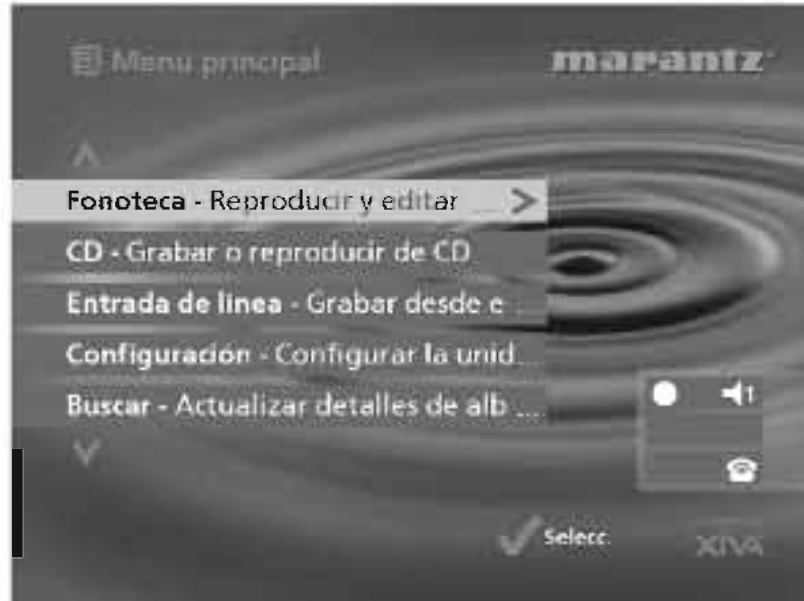 Menu principal
marantz
Fonoteca - Reproducir y editar ...
CD - Grabar o reproducir de CD
Entrada de linea - Grabar desde e ...
Configuración - Configurar la unid...
Buscar - Actualizar detalles de alb ...
1
Selecc.
XIVA